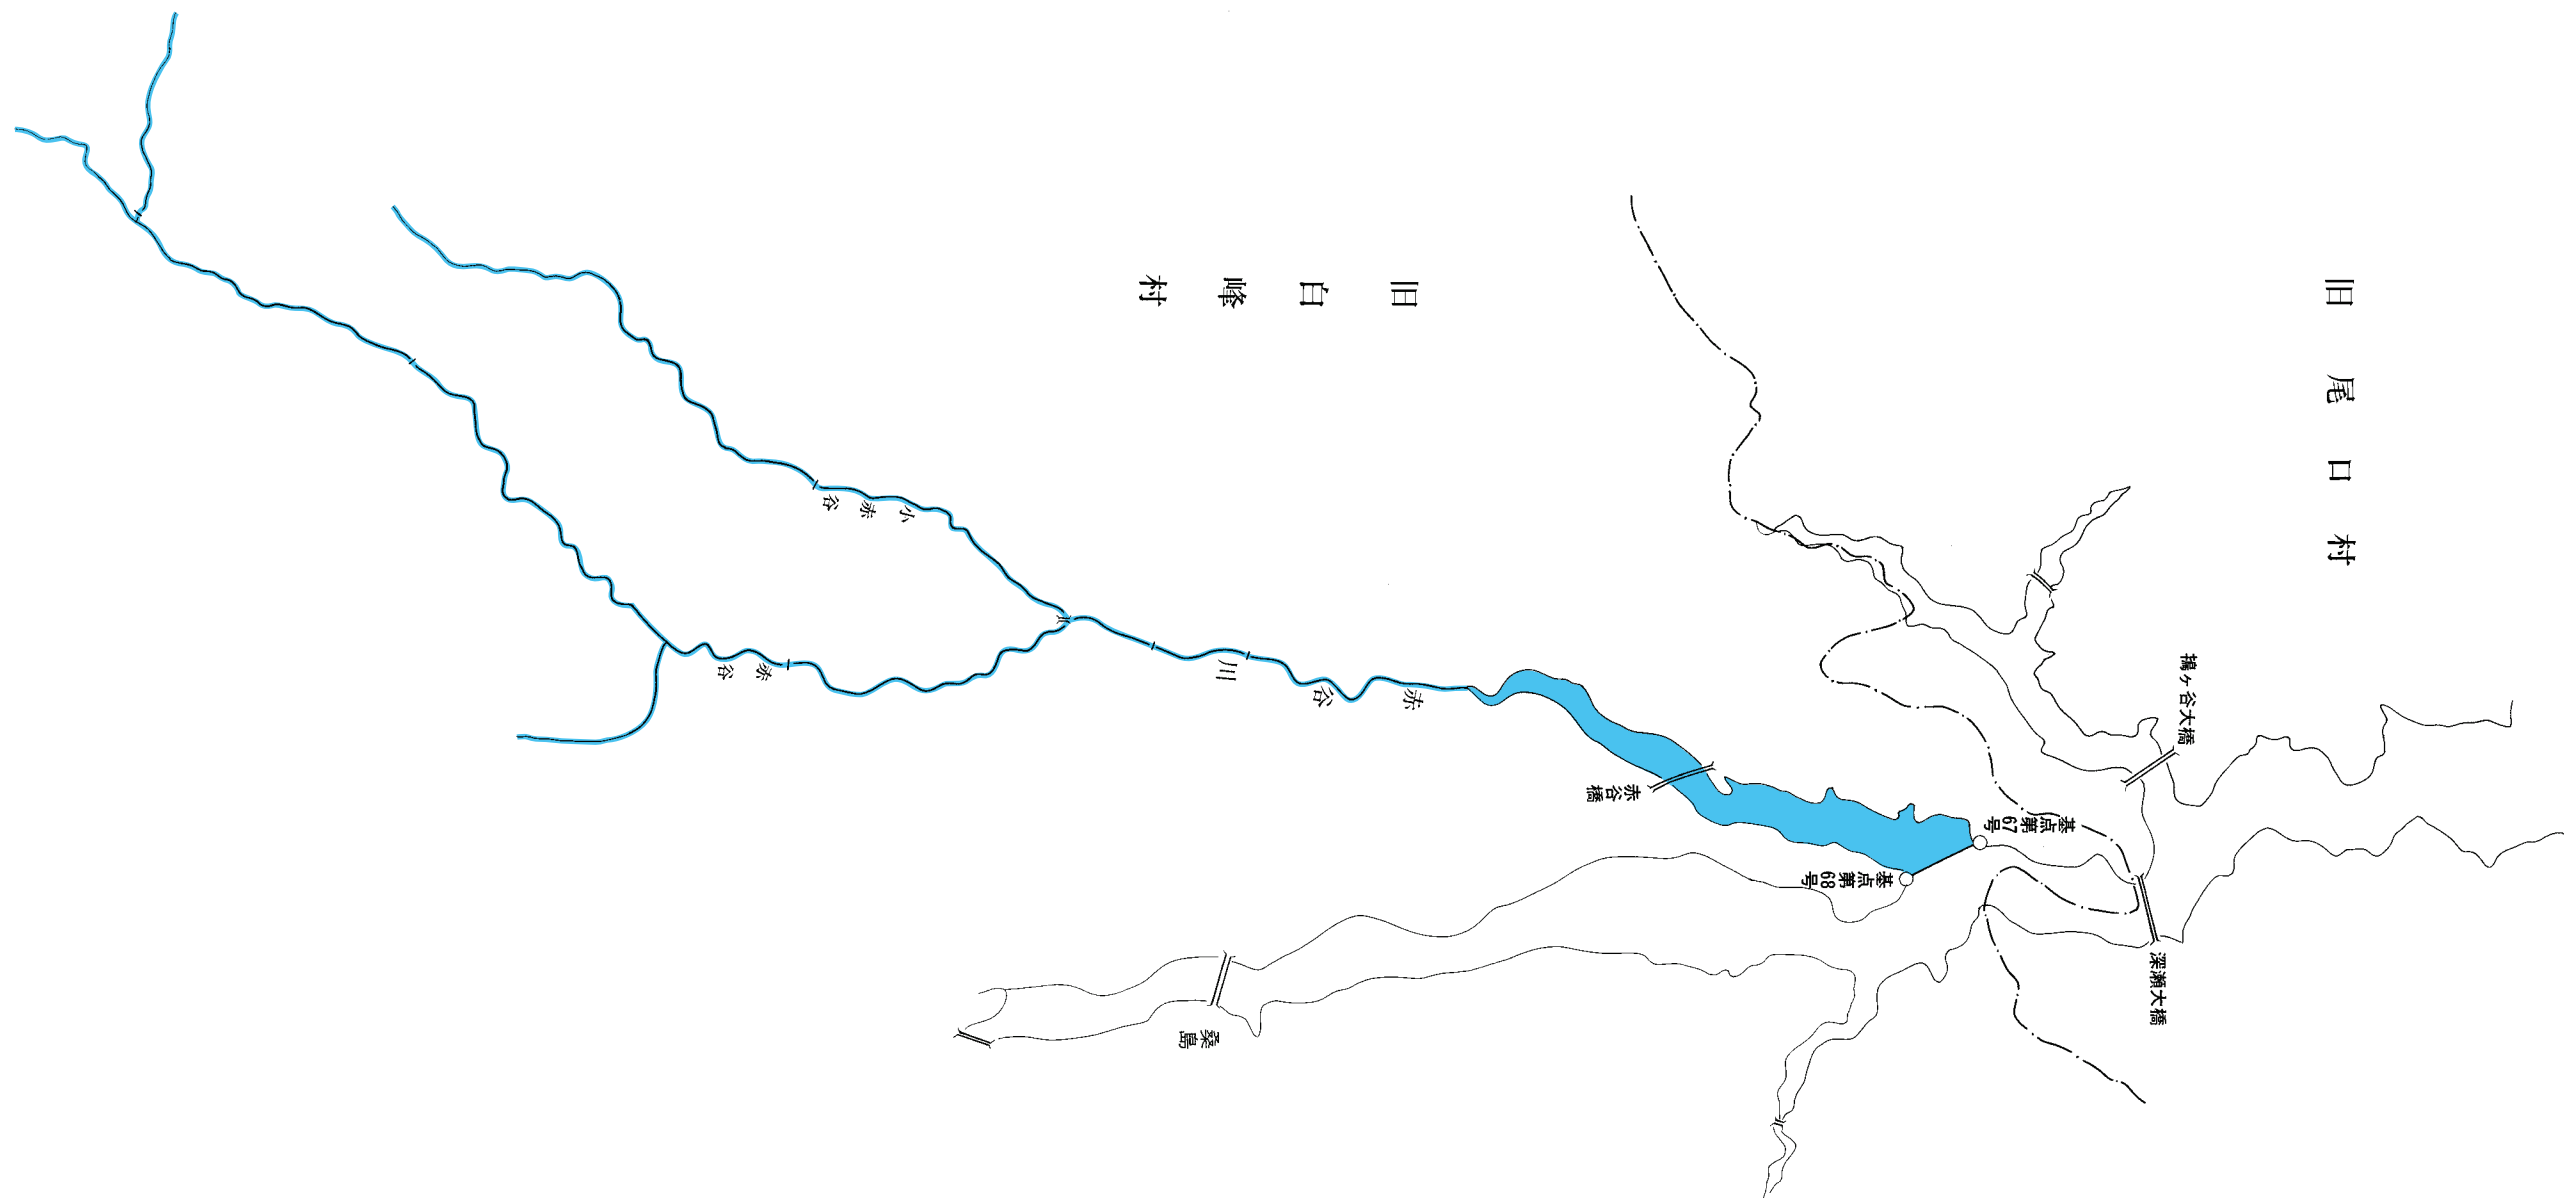 旧白峰村
旧尾口村
小赤谷
赤谷
赤谷川
赤谷橋
基点第67号
基点第68号
鴇ヶ谷大橋
深瀬大橋
桑島